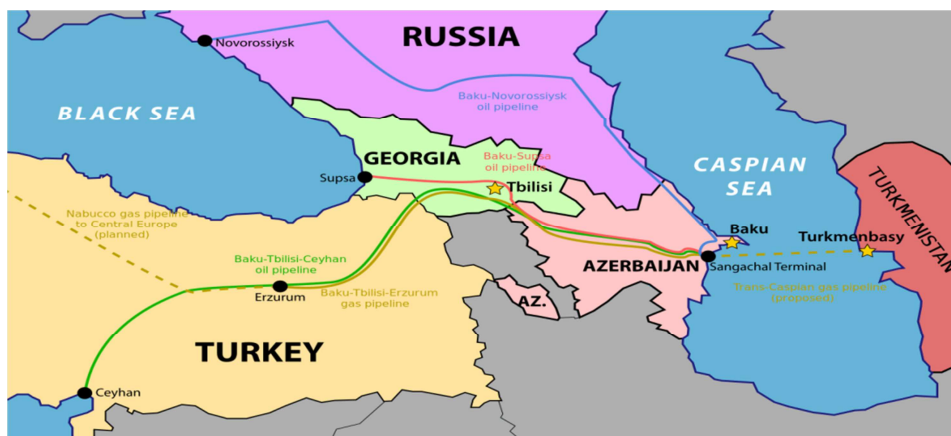 RUSSIA
Novorossiysk
Baku-Novorossiysk
oil pipeline
BLACK SEA
GEORGIA
Baku-Supsa
oil pipeline
CASPIAN
SEA
TURKMENISTAN
Supsa
Tbilisi
Nabucco gas pipeline
to Central Europe
(planned)
Baku
Turkmenbasy
Baku-Tbilisi-Ceyhan
oil pipeline
AZERBAIJAN
Sangachal Terminal
Erzurum
Baku-Tbilisi-Erzurum
gas pipeline
Trans-Caspian gas pipeline
(proposed)
AZ.
TURKEY
Ceyhan